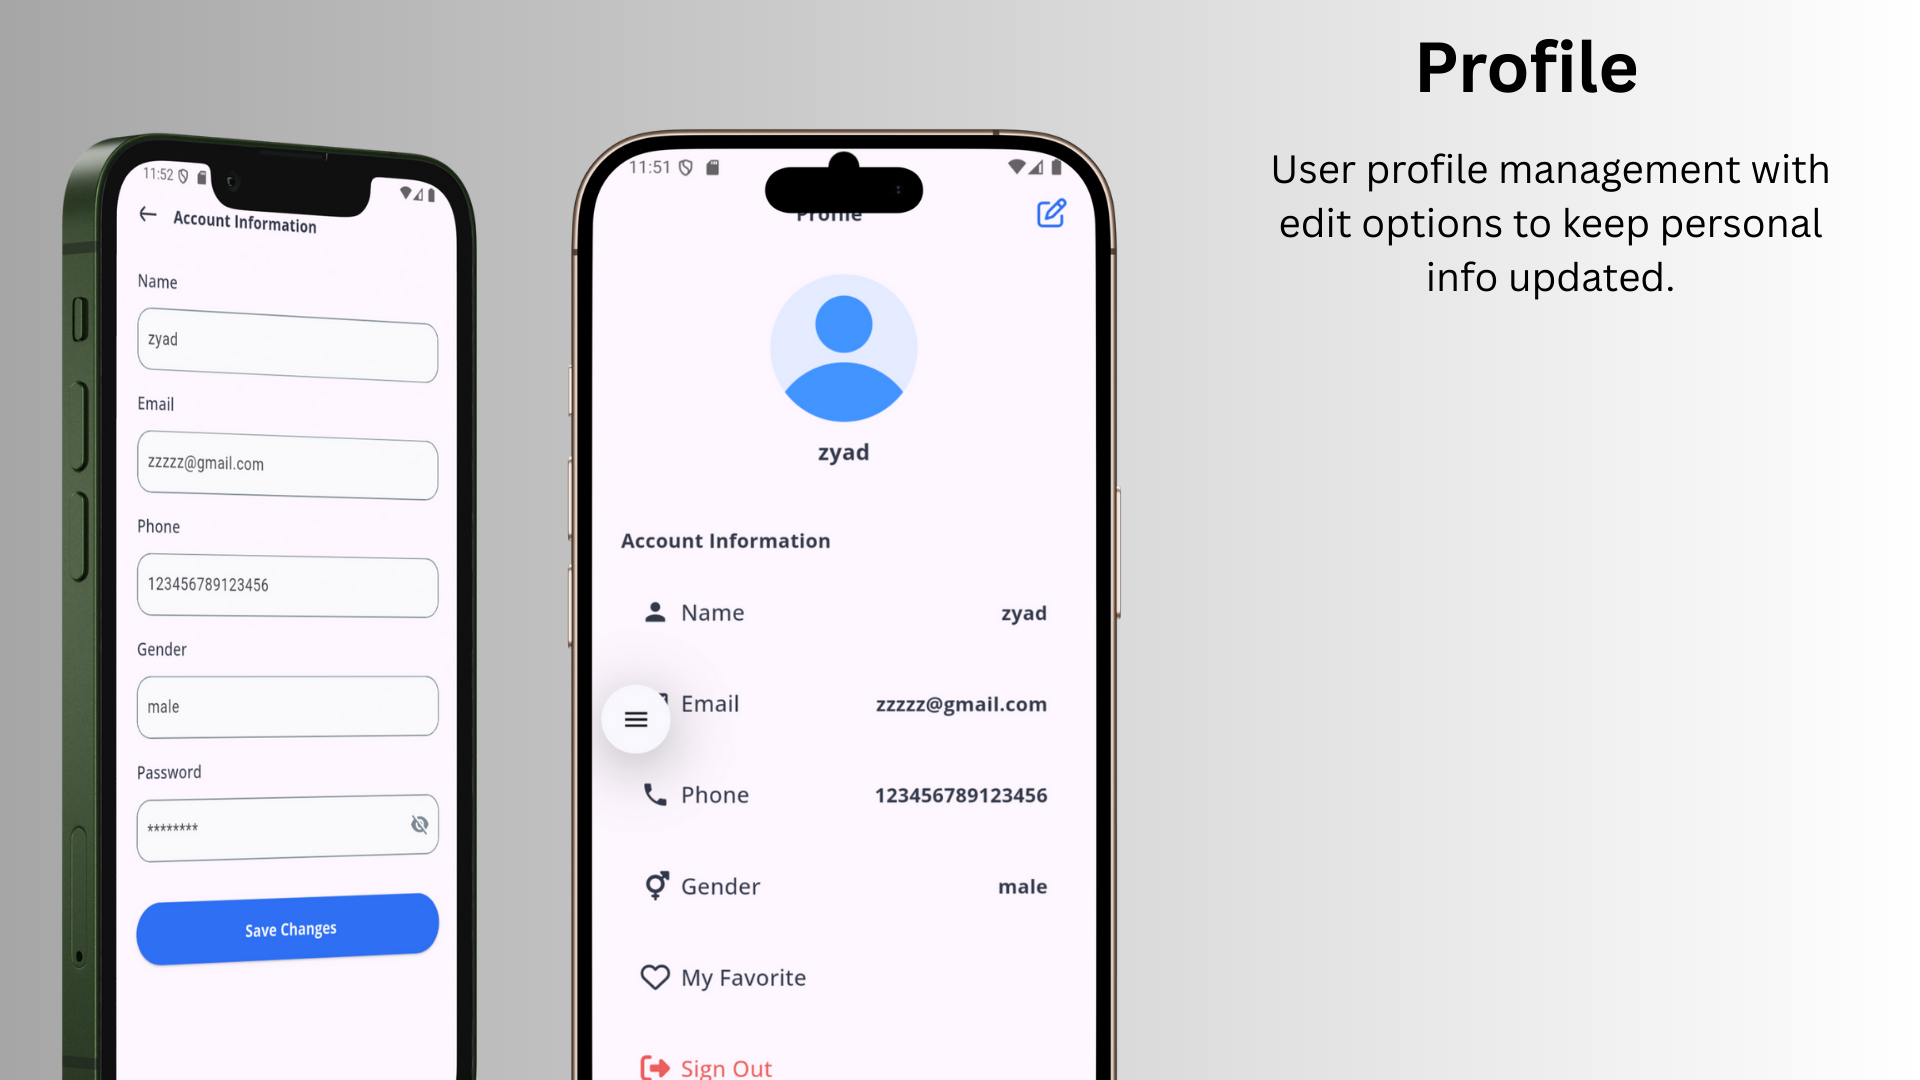 Profile
User profile management with
edit options to keep personal
info updated.
11:52
Account Information
Name
zyad
Email
zzzzz@gmail.com
Phone
123456789123456
Gender
male
Password
********
Save Changes
11:51
Profile
zyad
Account Information
Name zyad
Email zzzzz@gmail.com
Phone 123456789123456
Gender male
My Favorite
Sign Out